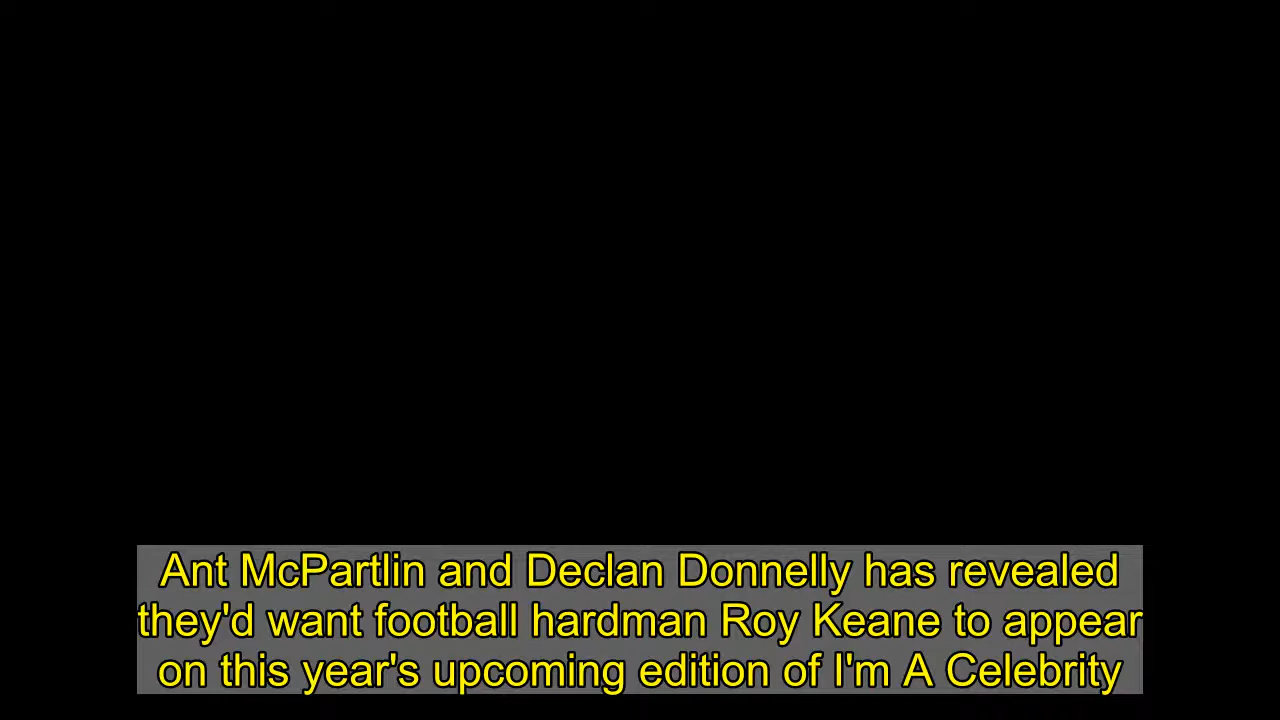 Ant McPartlin and Declan Donnelly has revealed
they'd want football hardman Roy Keane to appear
on this year's upcoming edition of I'm A Celebrity